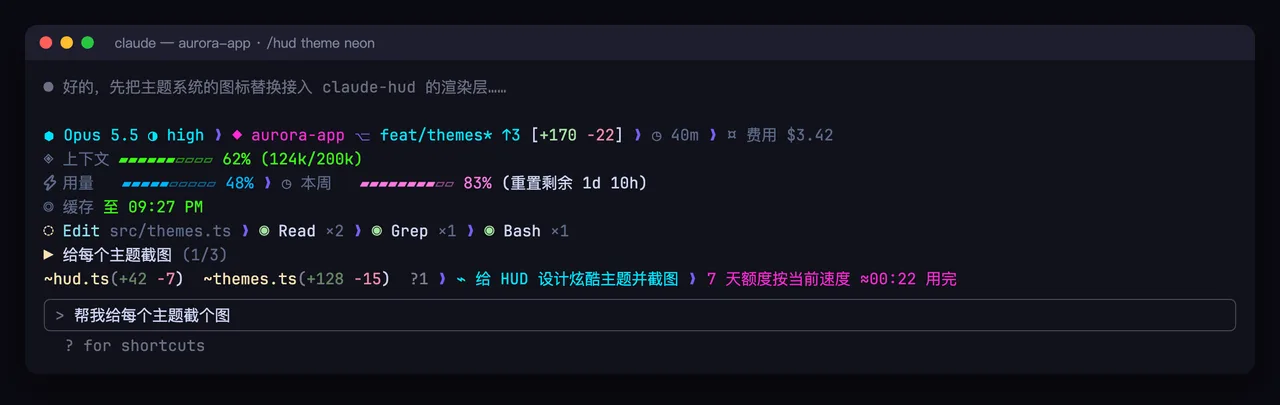 claude — aurora-app · /hud theme neon
● 好的，先把主题系统的图标替换接入 claude-hud 的渲染层……
⬢ Opus 5.5 ◑ high ❫ ◆ aurora-app ⌥ feat/themes* ↑3 [+170 -22] ❫ ◷ 40m ❫ ¤ 费用 $3.42
◈ 上下文 ▰▰▰▰▰▰▱▱▱▱ 62% (124k/200k)
⚡ 用量 ▰▰▰▰▰▱▱▱▱▱ 48% ❫ ◷ 本周 ▰▰▰▰▰▰▰▰▱▱ 83% (重置剩余 1d 10h)
⏣ 缓存 至 09:27 PM
◌ Edit src/themes.ts ❫ ◉ Read ×2 ❫ ◉ Grep ×1 ❫ ◉ Bash ×1
▶ 给每个主题截图 (1/3)
~hud.ts(+42 -7) ~themes.ts(+128 -15) ?1 ❫ ⌁ 给 HUD 设计炫酷主题并截图 ❫ 7 天额度按当前速度 ≈00:22 用完
> 帮我给每个主题截个图
? for shortcuts